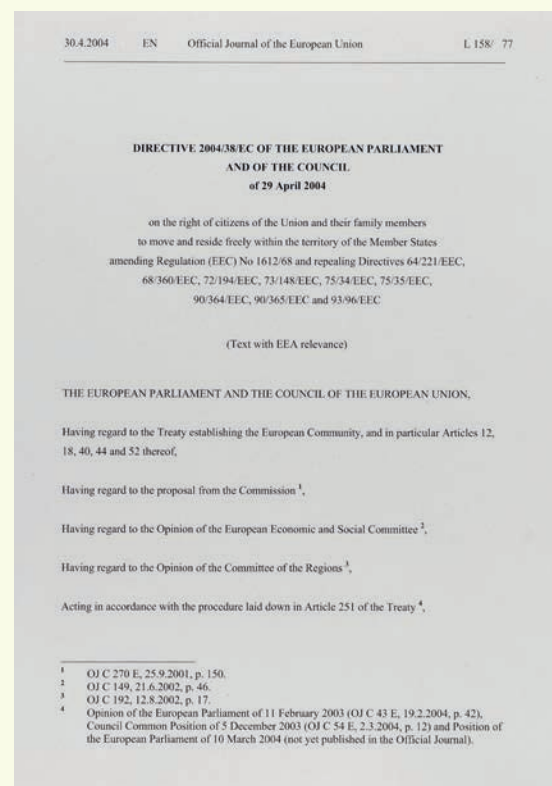 30.4.2004 EN Official Journal of the European Union L 158/ 77
DIRECTIVE 2004/38/EC OF THE EUROPEAN PARLIAMENT
AND OF THE COUNCIL
of 29 April 2004
on the right of citizens of the Union and their family members
to move and reside freely within the territory of the Member States
amending Regulation (EEC) No 1612/68 and repealing Directives 64/221/EEC,
68/360/EEC, 72/194/EEC, 73/148/EEC, 75/34/EEC, 75/35/EEC,
90/364/EEC, 90/365/EEC and 93/96/EEC
(Text with EEA relevance)
THE EUROPEAN PARLIAMENT AND THE COUNCIL OF THE EUROPEAN UNION,
Having regard to the Treaty establishing the European Community, and in particular Articles 12,
18, 40, 44 and 52 thereof,
Having regard to the proposal from the Commission 1,
Having regard to the Opinion of the European Economic and Social Committee 2,
Having regard to the Opinion of the Committee of the Regions 3,
Acting in accordance with the procedure laid down in Article 251 of the Treaty 4,
1 OJ C 270 E, 25.9.2001, p. 150.
2 OJ C 149, 21.6.2002, p. 46.
3 OJ C 192, 12.8.2002, p. 17.
4 Opinion of the European Parliament of 11 February 2003 (OJ C 43 E, 19.2.2004, p. 42),
Council Common Position of 5 December 2003 (OJ C 54 E, 2.3.2004, p. 12) and Position of
the European Parliament of 10 March 2004 (not yet published in the Official Journal).